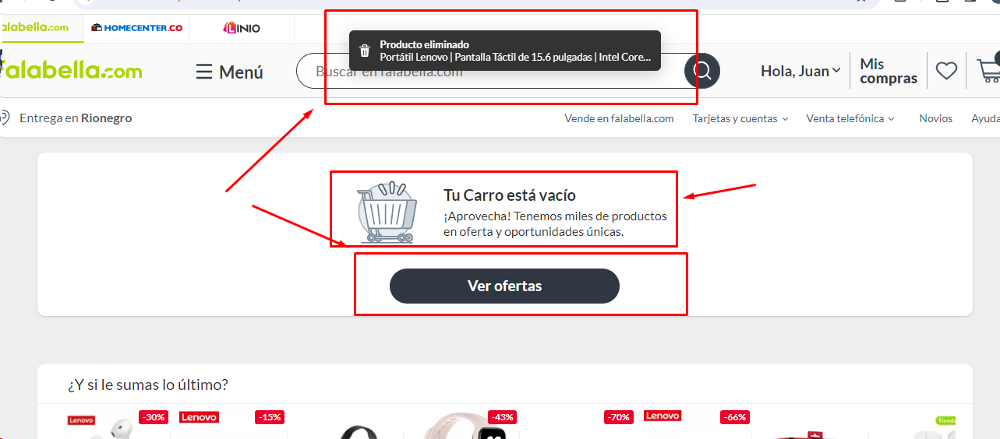 alabella.com
HOMECENTER.CO
LINIO
Producto eliminado
Portátil Lenovo | Pantalla Táctil de 15.6 pulgadas | Intel Core...
falabella.com
Menú
Buscar en falabella.com
Hola, Juan
Mis
compras
Entrega en Rionegro
Vende en falabella.com
Tarjetas y cuentas
Venta telefónica
Novios
Ayuda
Tu Carro está vacío
¡Aprovecha! Tenemos miles de productos
en oferta y oportunidades únicas.
Ver ofertas
¿Y si le sumas lo último?
Lenovo
-30%
Lenovo
-15%
-43%
-70%
Lenovo
-66%
Tienda